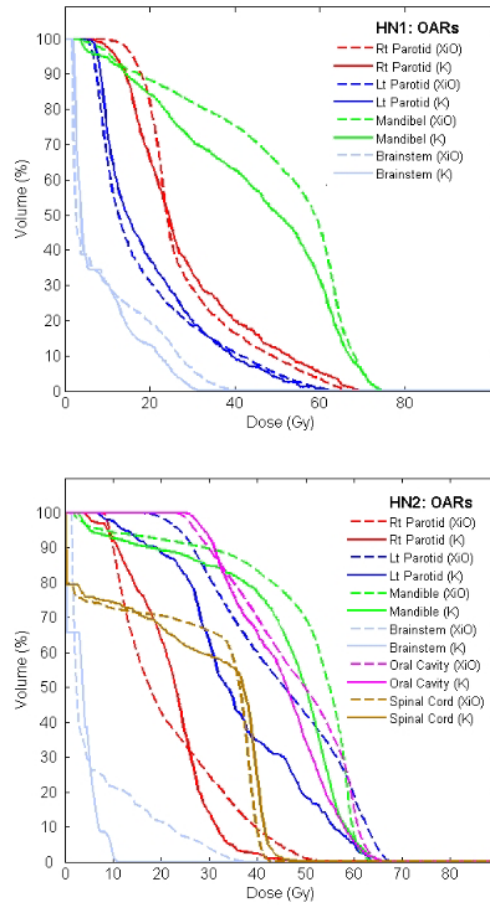 HN1: OARs
Rt Parotid (XiO)
Rt Parotid (K)
Lt Parotid (XiO)
Lt Parotid (K)
Mandibel (XiO)
Mandibel (K)
Brainstem (XiO)
Brainstem (K)
Volume (%)
100
90
80
70
60
50
40
30
20
10
0
0 20 40 60 80
Dose (Gy)
HN2: OARs
Rt Parotid (XiO)
Rt Parotid (K)
Lt Parotid (XiO)
Lt Parotid (K)
Mandible (XiO)
Mandible (K)
Brainstem (XiO)
Brainstem (K)
Oral Cavity (XiO)
Oral Cavity (K)
Spinal Cord (XiO)
Spinal Cord (K)
Volume (%)
100
90
80
70
60
50
40
30
20
10
0
0 10 20 30 40 50 60 70 80
Dose (Gy)